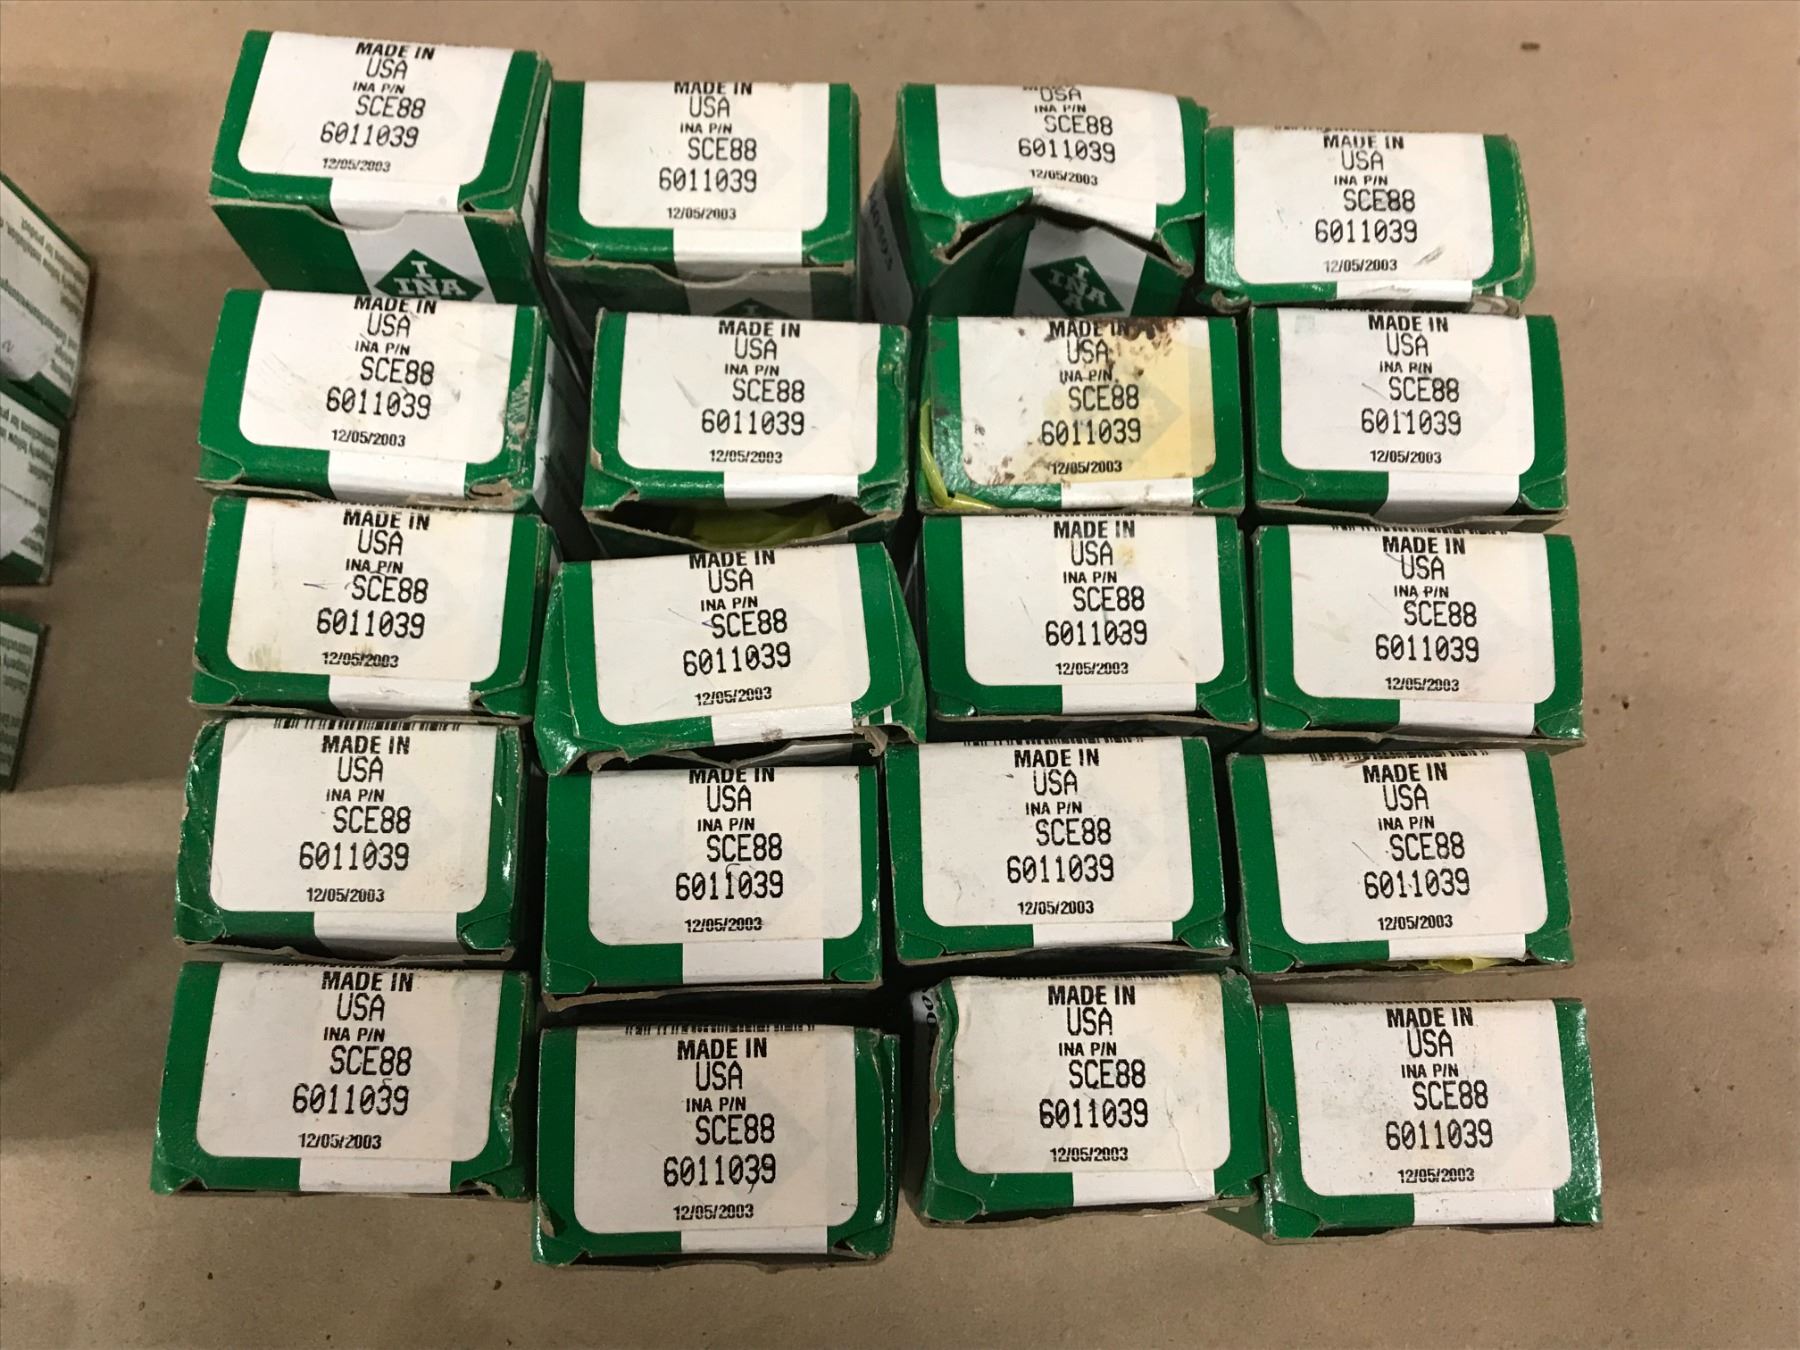 MADE IN
USA
INA P/N
SCE88
6011039
12/05/2003
I
INA
A
MADE IN
USA
INA P/N
SCE88
6011039
12/05/2003
USA
INA P/N
SCE88
6011039
12/05/2003
I
INA
A
MADE IN
USA
INA P/N
SCE88
6011039
12/05/2003
MADE IN
USA
INA P/N
SCE88
6011039
12/05/2003
MADE IN
USA
INA P/N
SCE88
6011039
12/05/2003
MADE IN
USA
INA P/N
SCE88
6011039
12/05/2003
MADE IN
USA
INA P/N
SCE88
6011039
12/05/2003
MADE IN
USA
INA P/N
SCE88
6011039
12/05/2003
MADE IN
USA
INA P/N
SCE88
6011039
12/05/2003
MADE IN
USA
INA P/N
SCE88
6011039
12/05/2003
MADE IN
USA
INA P/N
SCE88
6011039
12/05/2003
MADE IN
USA
INA P/N
SCE88
6011039
12/05/2003
MADE IN
USA
INA P/N
SCE88
6011039
12/05/2003
MADE IN
USA
INA P/N
SCE88
6011039
12/05/2003
MADE IN
USA
INA P/N
SCE88
6011039
12/05/2003
MADE IN
USA
INA P/N
SCE88
6011039
12/05/2003
MADE IN
USA
INA P/N
SCE88
6011039
12/05/2003
MADE IN
USA
INA P/N
SCE88
6011039
12/05/2003
MADE IN
USA
INA P/N
SCE88
6011039
12/05/2003